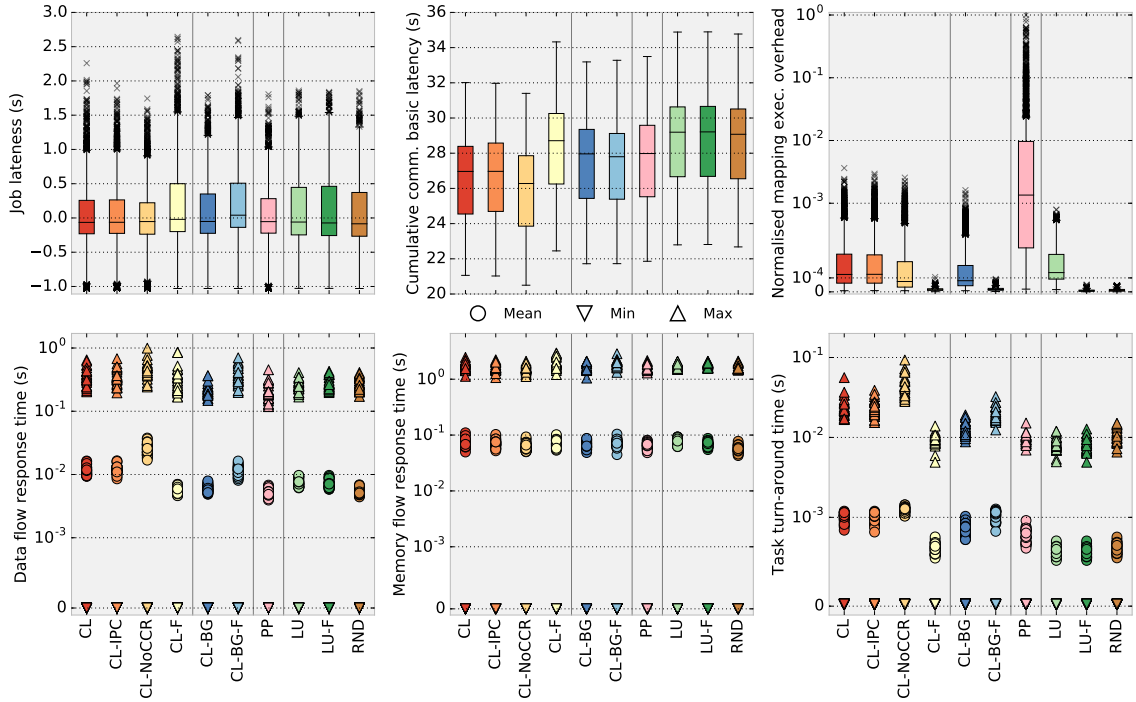 Job lateness (s)
3.0
2.5
2.0
1.5
1.0
0.5
0.0
−0.5
−1.0
Cumulative comm. basic latency (s)
36
34
32
30
28
26
24
22
20
Normalised mapping exec. overhead
10^0
10^-1
10^-2
10^-3
10^-4
0
Mean
Min
Max
Data flow response time (s)
10^0
10^-1
10^-2
10^-3
0
CL
CL-IPC
CL-NoCCR
CL-F
CL-BG
CL-BG-F
PP
LU
LU-F
RND
Memory flow response time (s)
10^0
10^-1
10^-2
10^-3
0
CL
CL-IPC
CL-NoCCR
CL-F
CL-BG
CL-BG-F
PP
LU
LU-F
RND
Task turn-around time (s)
10^-1
10^-2
10^-3
0
CL
CL-IPC
CL-NoCCR
CL-F
CL-BG
CL-BG-F
PP
LU
LU-F
RND